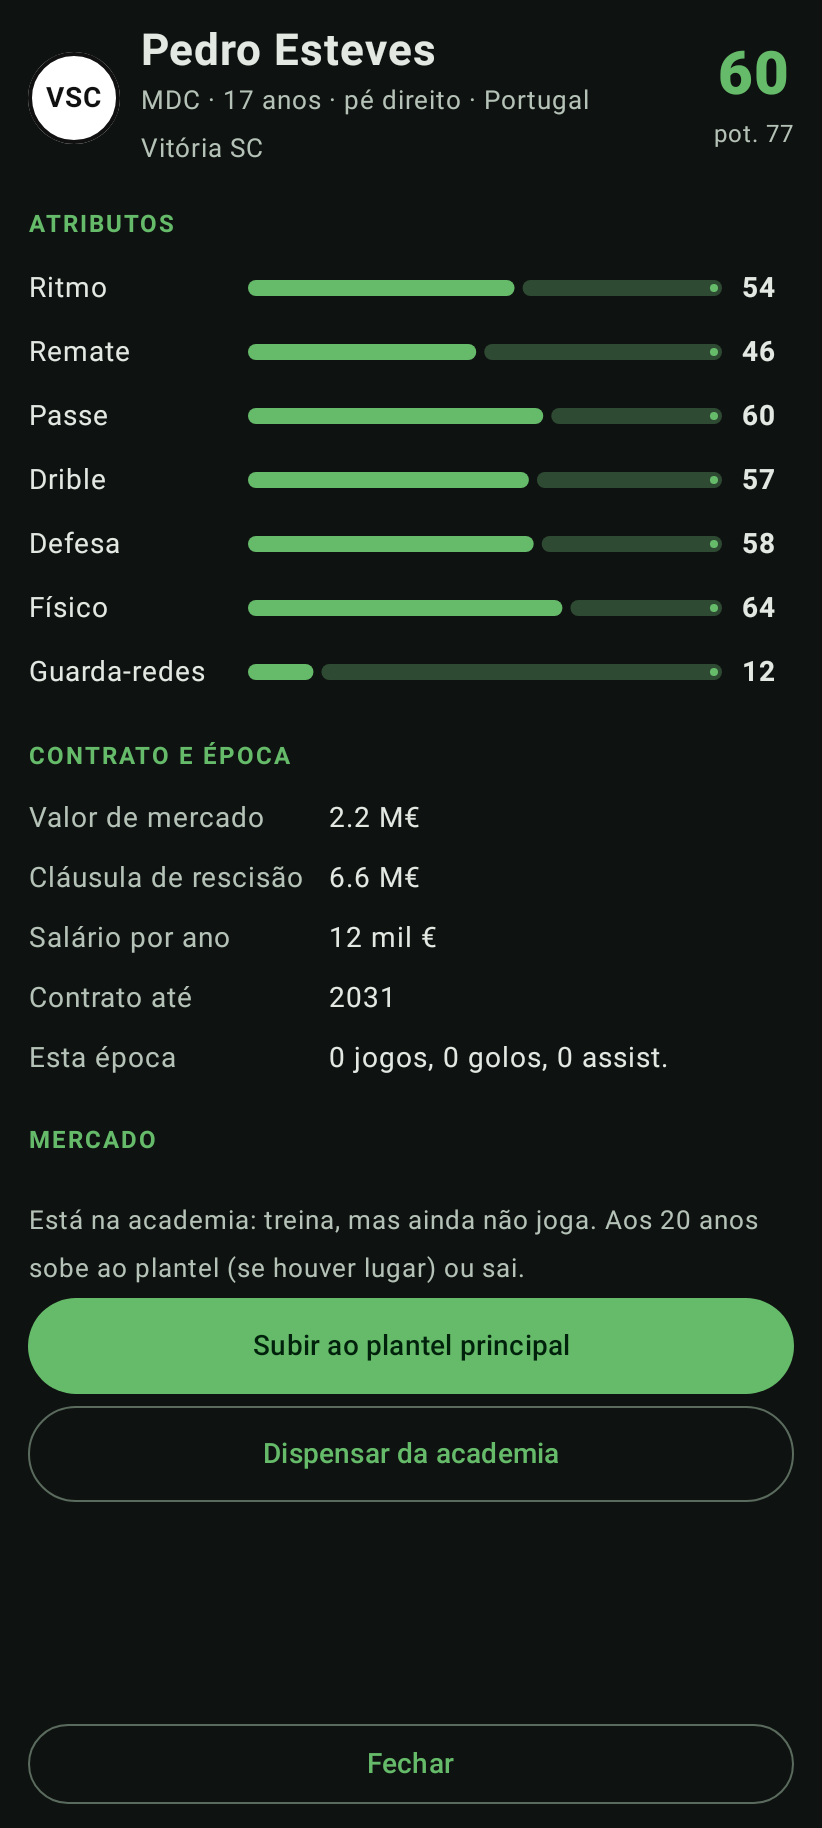 VSC
Pedro Esteves
MDC · 17 anos · pé direito · Portugal
Vitória SC
60
pot. 77
ATRIBUTOS
Ritmo 54
Remate 46
Passe 60
Drible 57
Defesa 58
Físico 64
Guarda-redes 12
CONTRATO E ÉPOCA
Valor de mercado 2.2 M€
Cláusula de rescisão 6.6 M€
Salário por ano 12 mil €
Contrato até 2031
Esta época 0 jogos, 0 golos, 0 assist.
MERCADO
Está na academia: treina, mas ainda não joga. Aos 20 anos
sobe ao plantel (se houver lugar) ou sai.
Subir ao plantel principal
Dispensar da academia
Fechar